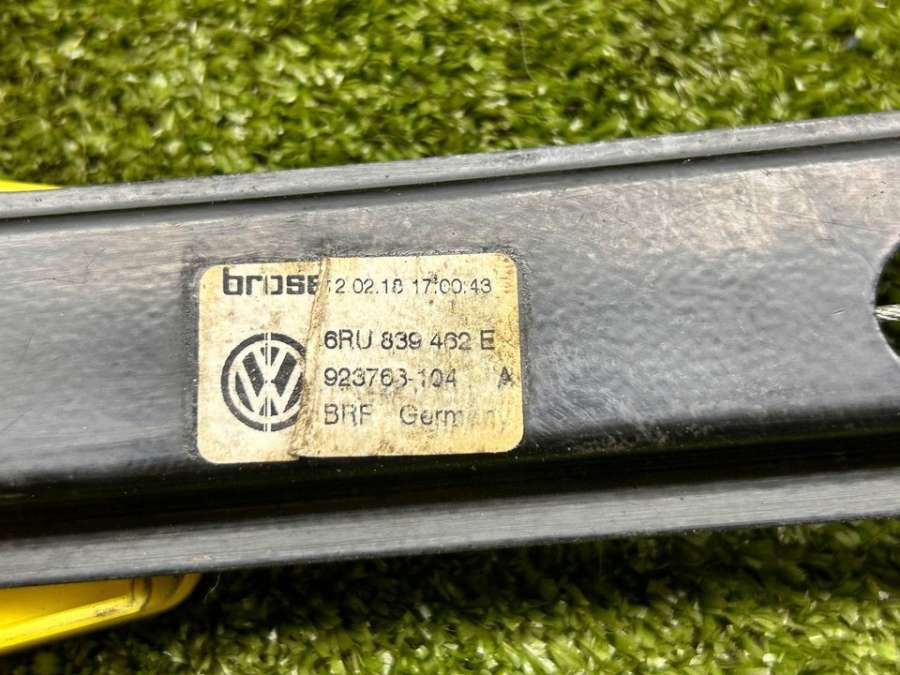 brose 12 02.18 17:00:43
6RU 839 462 E
923763-104 A
BRF Germany